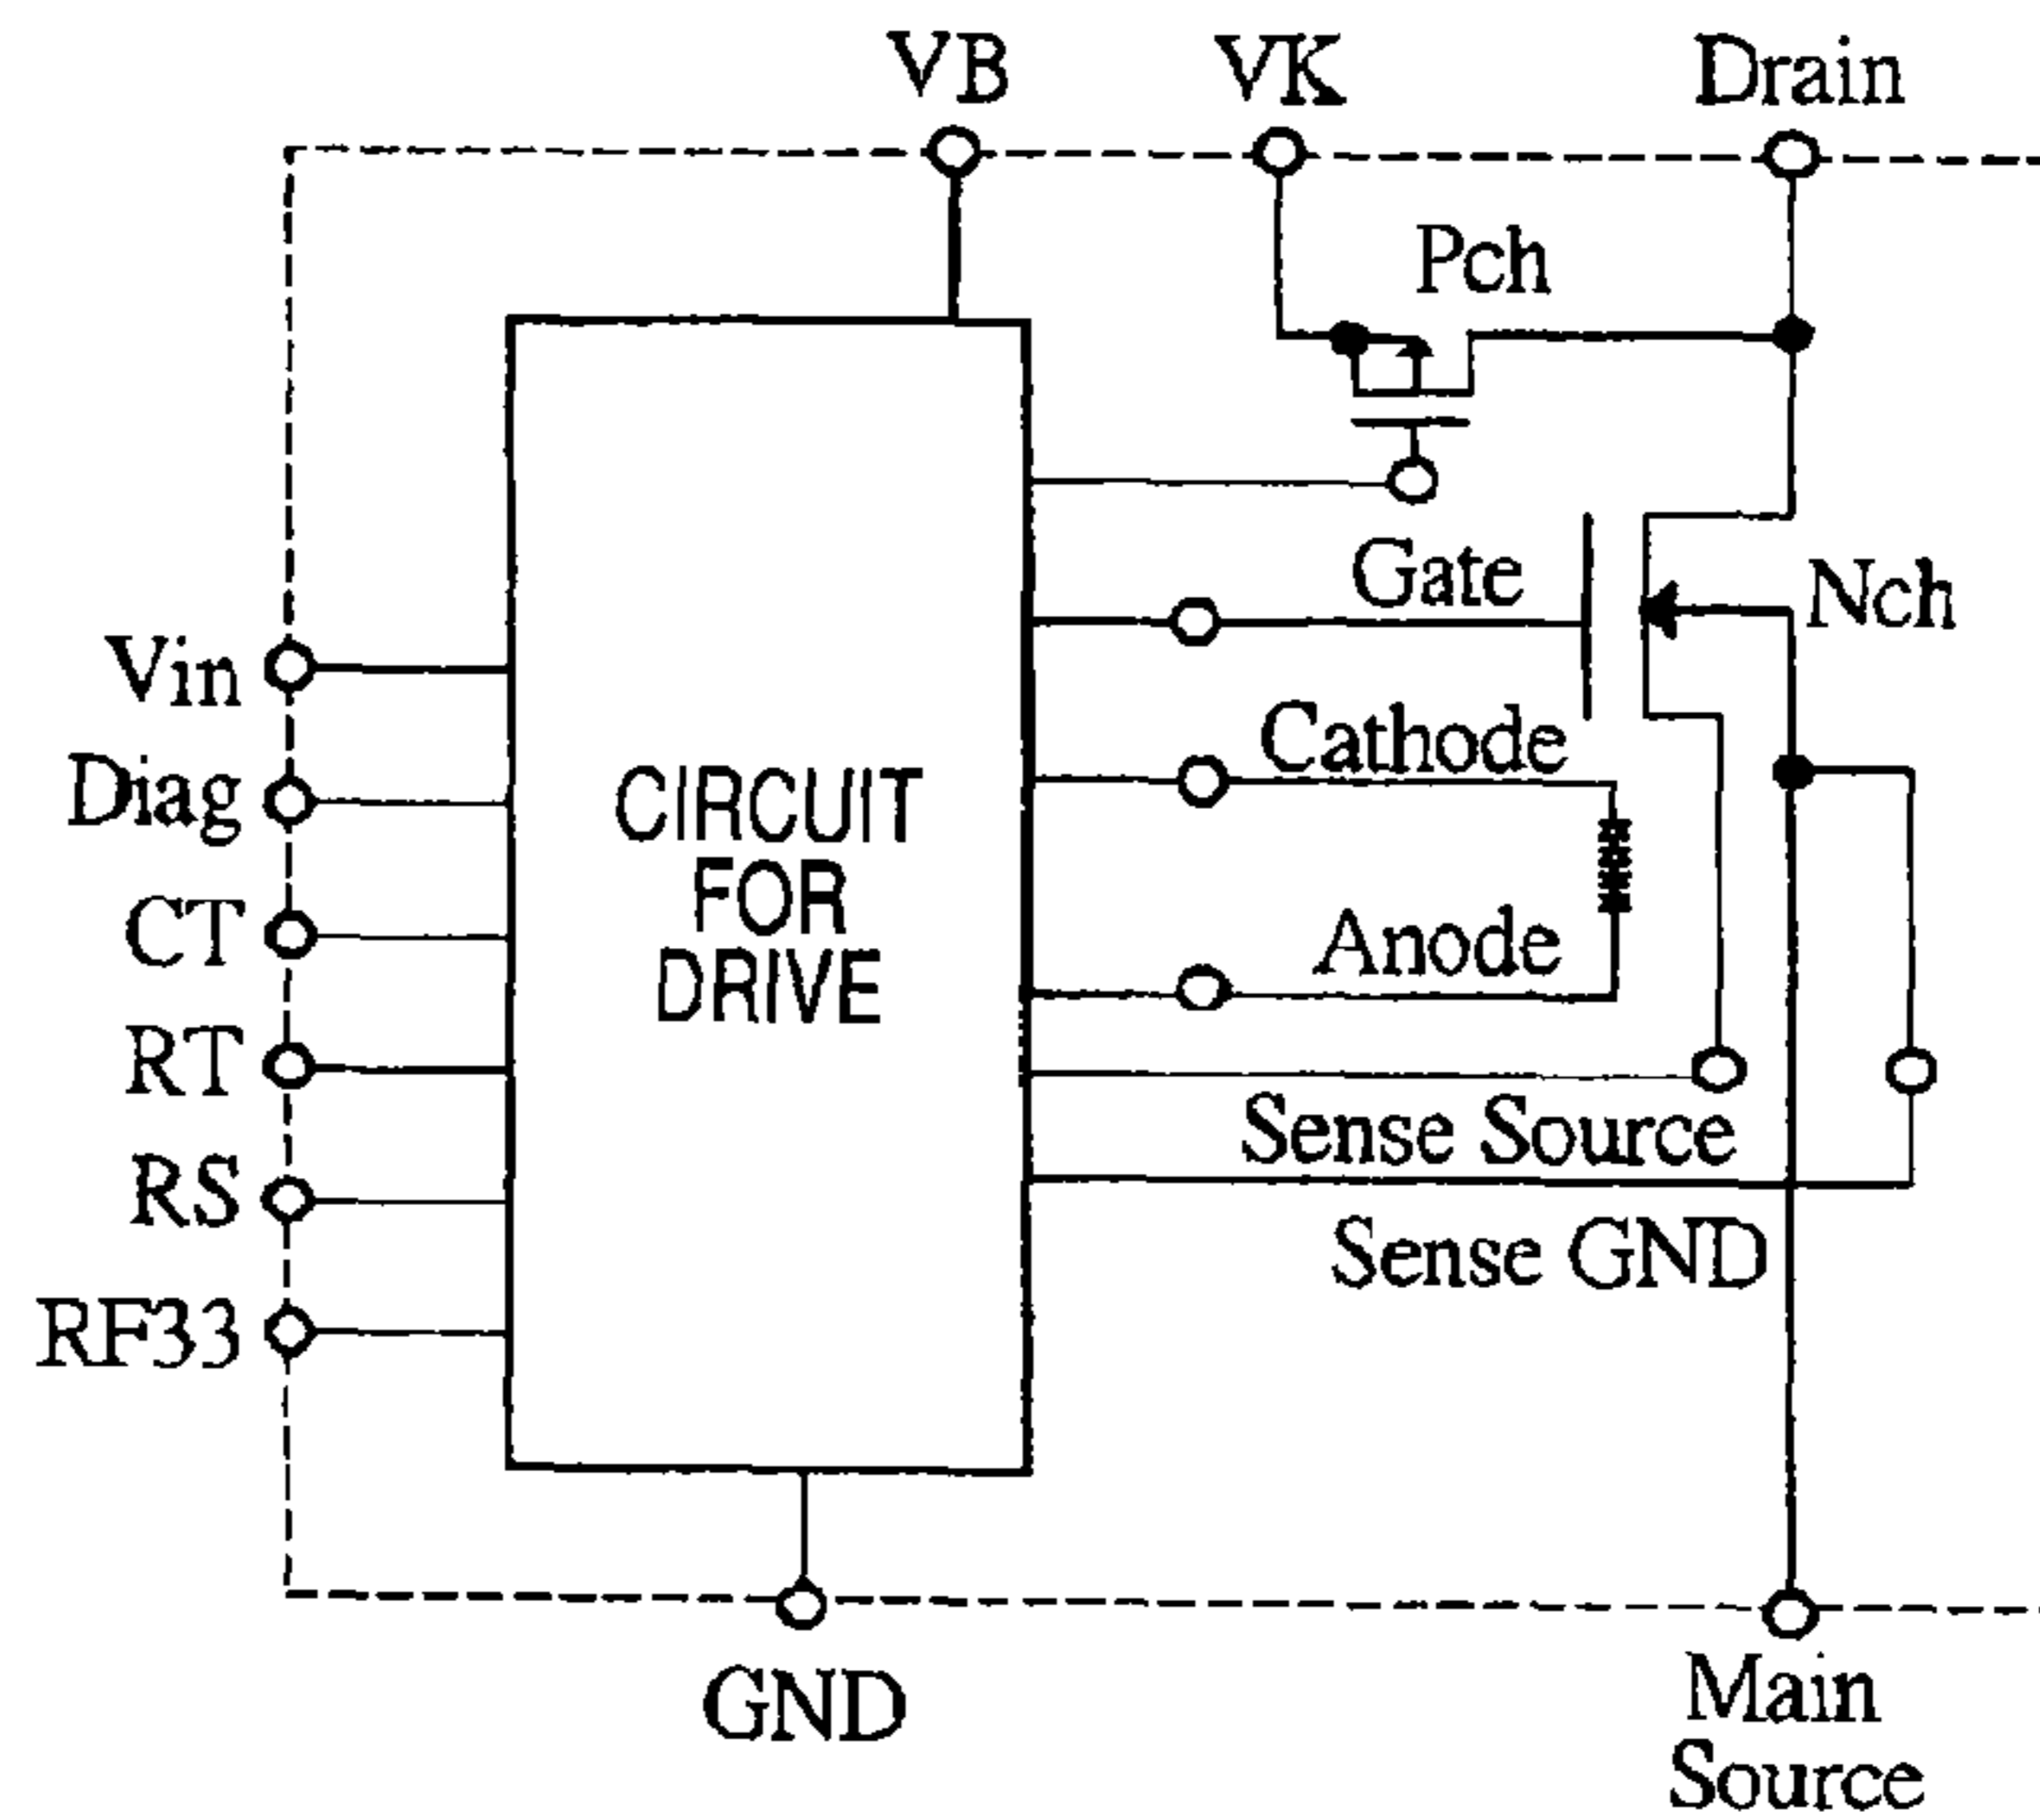 VB
VK
Drain
Pch
Gate
Nch
Vin
Cathode
Diag
CIRCUIT
FOR
DRIVE
CT
Anode
RT
Sense Source
RS
Sense GND
RF33
GND
Main
Source